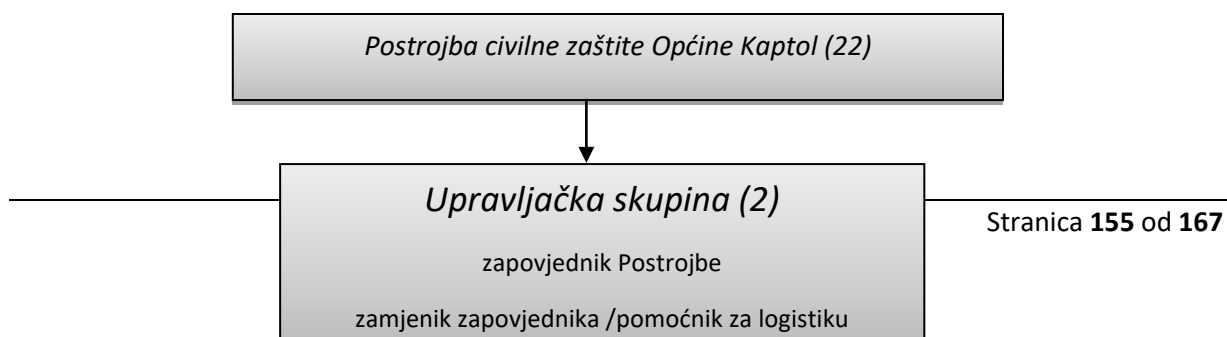 Postrojba civilne zaštite Općine Kaptol (22)
Upravljačka skupina (2)
zapovjednik Postrojbe
zamjenik zapovjednika /pomoćnik za logistiku
Stranica 155 od 167